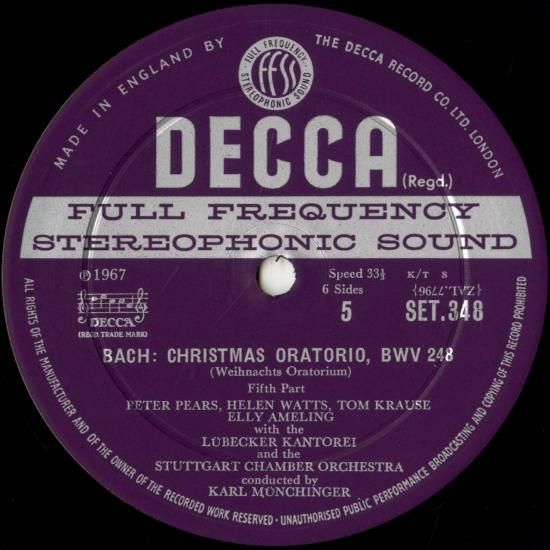 MADE IN ENGLAND BY
THE DECCA RECORD CO. LTD. LONDON
FULL FREQUENCY
FFSS
STEREOPHONIC SOUND
DECCA
(Regd.)
FULL FREQUENCY
STEREOPHONIC SOUND
Ⓟ1967
Speed 33⅓
K/T S
6 Sides
{ZAL.7796}
DECCA
(REGD. TRADE MARK)
5
SET.348
BACH: CHRISTMAS ORATORIO, BWV 248
(Weihnachts Oratorium)
Fifth Part
PETER PEARS, HELEN WATTS, TOM KRAUSE
ELLY AMELING
with the
LÜBECKER KANTOREI
and the
STUTTGART CHAMBER ORCHESTRA
conducted by
KARL MÜNCHINGER
ALL RIGHTS OF THE MANUFACTURER AND OF THE OWNER OF THE RECORDED WORK RESERVED · UNAUTHORISED PUBLIC PERFORMANCE BROADCASTING AND COPYING OF THIS RECORD PROHIBITED